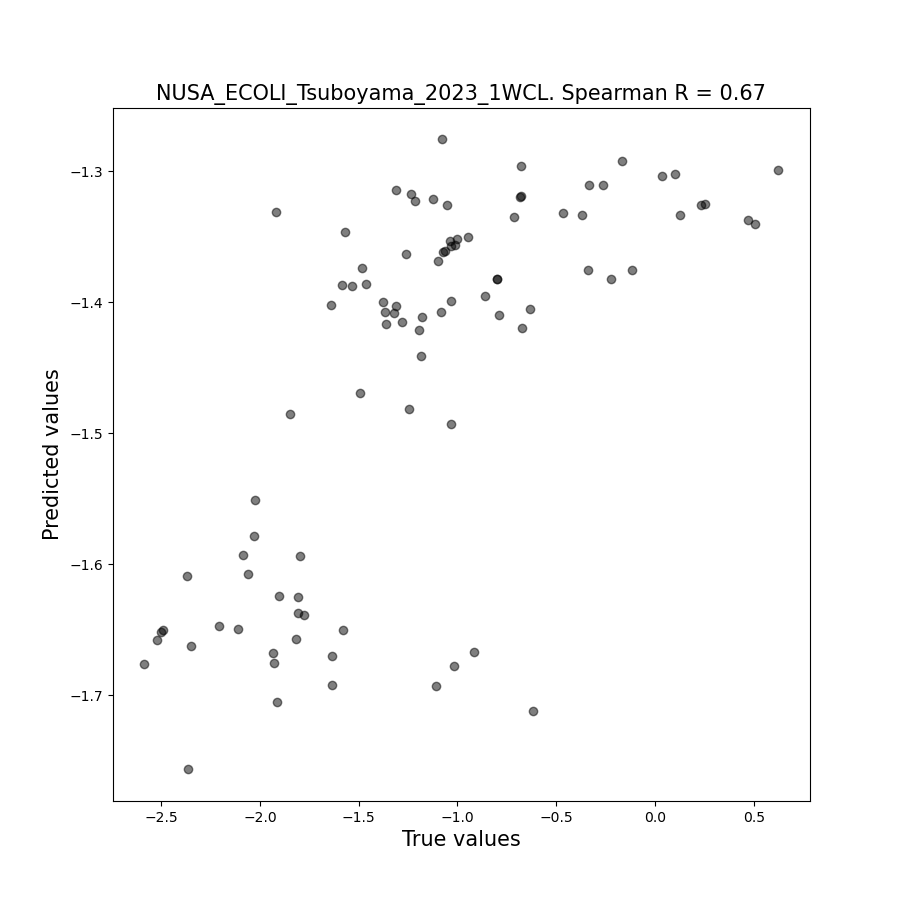 NUSA_ECOLI_Tsuboyama_2023_1WCL. Spearman R = 0.67
Predicted values
−1.3
−1.4
−1.5
−1.6
−1.7
−2.5 −2.0 −1.5 −1.0 −0.5 0.0 0.5
True values